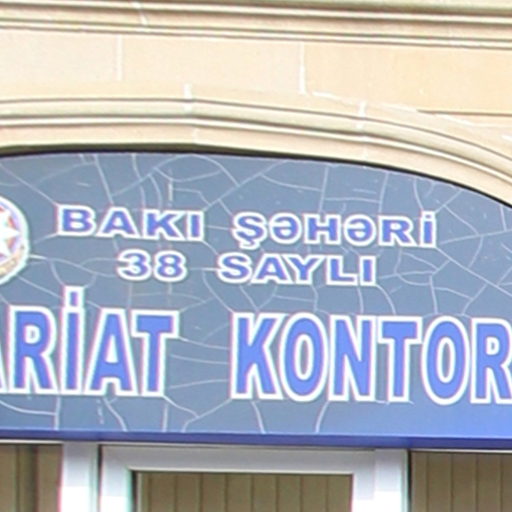 BAKI ŞƏHƏRİ
38 SAYLI
ARİAT KONTOR